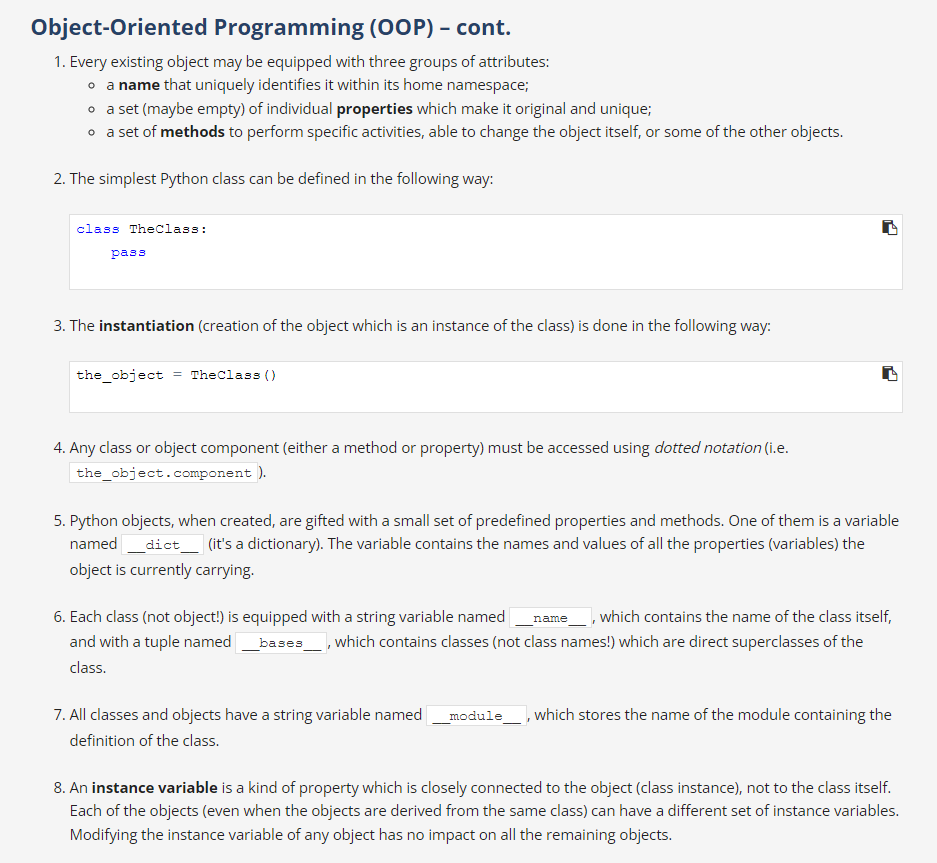 Object-Oriented Programming (OOP) – cont.
1. Every existing object may be equipped with three groups of attributes:
a name that uniquely identifies it within its home namespace;
a set (maybe empty) of individual properties which make it original and unique;
a set of methods to perform specific activities, able to change the object itself, or some of the other objects.
2. The simplest Python class can be defined in the following way:
class TheClass:
pass
3. The instantiation (creation of the object which is an instance of the class) is done in the following way:
the_object = TheClass()
4. Any class or object component (either a method or property) must be accessed using dotted notation (i.e.
the_object.component ).
5. Python objects, when created, are gifted with a small set of predefined properties and methods. One of them is a variable
named __dict__ (it's a dictionary). The variable contains the names and values of all the properties (variables) the
object is currently carrying.
6. Each class (not object!) is equipped with a string variable named __name__ , which contains the name of the class itself,
and with a tuple named __bases__ , which contains classes (not class names!) which are direct superclasses of the
class.
7. All classes and objects have a string variable named __module__ , which stores the name of the module containing the
definition of the class.
8. An instance variable is a kind of property which is closely connected to the object (class instance), not to the class itself.
Each of the objects (even when the objects are derived from the same class) can have a different set of instance variables.
Modifying the instance variable of any object has no impact on all the remaining objects.